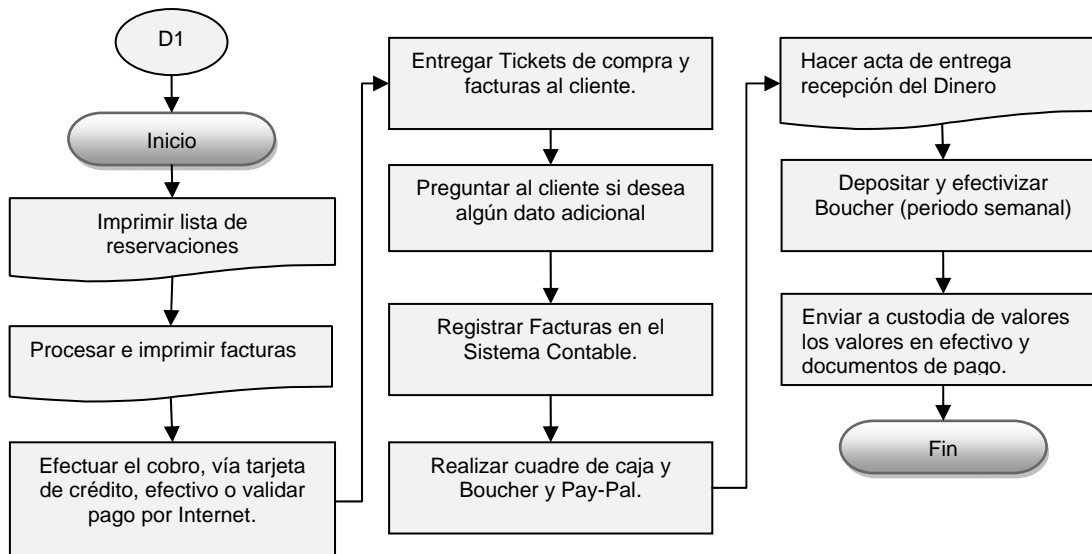 D1
Inicio
Imprimir lista de
reservaciones
Procesar e imprimir facturas
Efectuar el cobro, vía tarjeta
de crédito, efectivo o validar
pago por Internet.
Entregar Tickets de compra y
facturas al cliente.
Preguntar al cliente si desea
algún dato adicional
Registrar Facturas en el
Sistema Contable.
Realizar cuadre de caja y
Boucher y Pay-Pal.
Hacer acta de entrega
recepción del Dinero
Depositar y efectivizar
Boucher (periodo semanal)
Enviar a custodia de valores
los valores en efectivo y
documentos de pago.
Fin